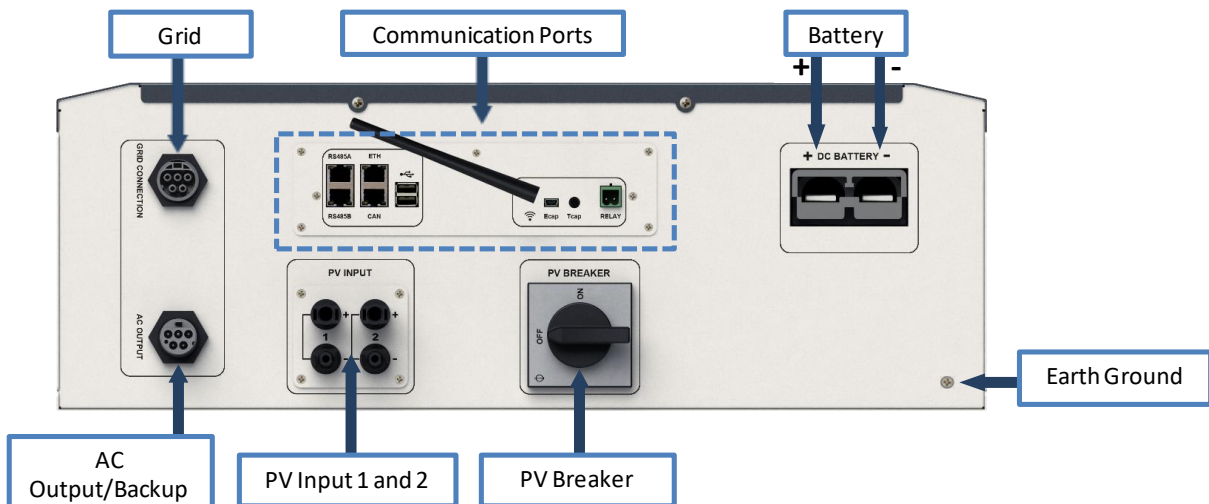 Grid
Communication Ports
Battery
+ -
GRID CONNECTION
RS485A ETH
RS485B CAN
Ecap Tcap RELAY
+ DC BATTERY -
AC OUTPUT
PV INPUT
+ +
1 2
- -
PV BREAKER
ON
OFF
Earth Ground
AC
Output/Backup
PV Input 1 and 2
PV Breaker